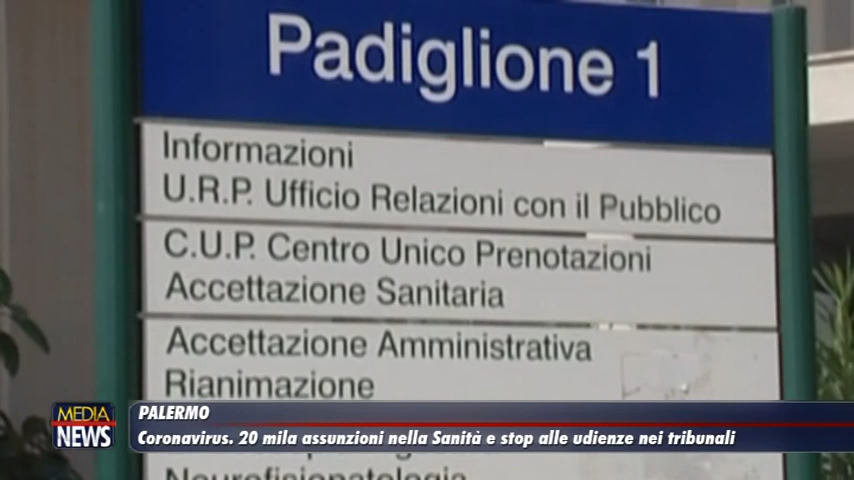 Padiglione 1
Informazioni
U.R.P. Ufficio Relazioni con il Pubblico
C.U.P. Centro Unico Prenotazioni
Accettazione Sanitaria
Accettazione Amministrativa
Rianimazione
MEDIA
NEWS
PALERMO
Coronavirus. 20 mila assunzioni nella Sanità e stop alle udienze nei tribunali
Neurofisiopatologia